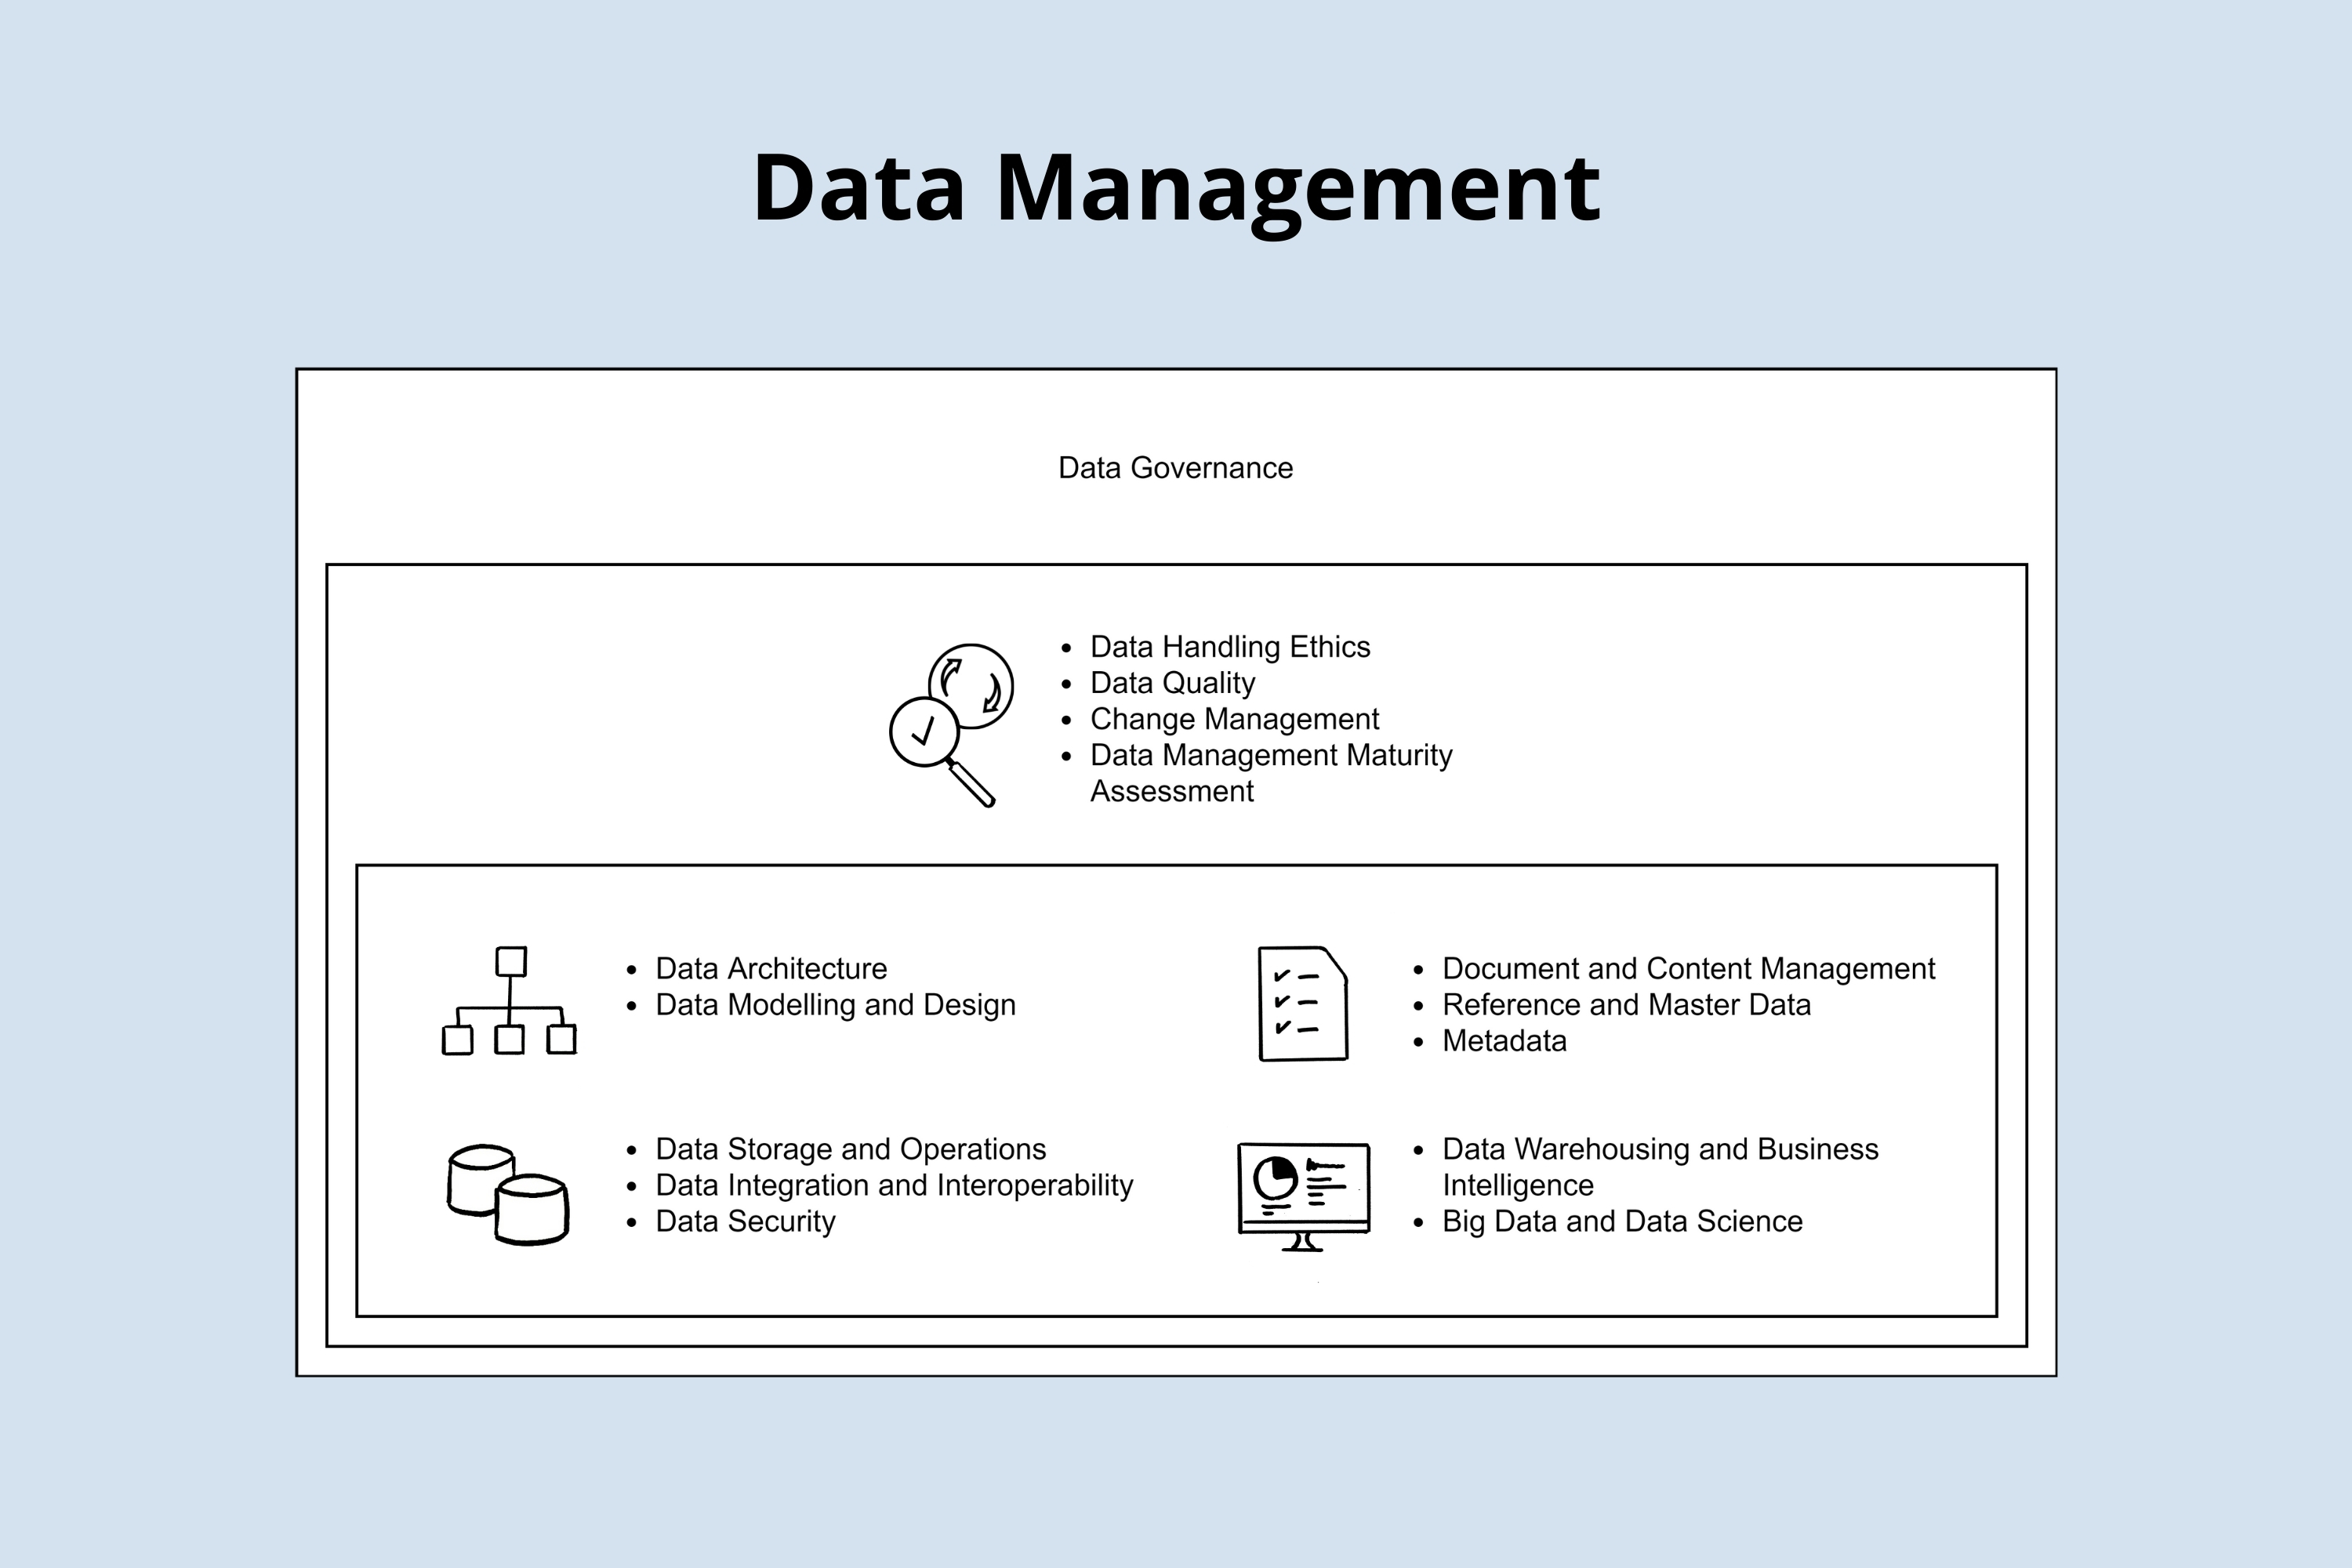 Data Management
Data Governance
• Data Handling Ethics
• Data Quality
• Change Management
• Data Management Maturity
Assessment
• Data Architecture
• Data Modelling and Design
• Document and Content Management
• Reference and Master Data
• Metadata
• Data Storage and Operations
• Data Integration and Interoperability
• Data Security
• Data Warehousing and Business
Intelligence
• Big Data and Data Science